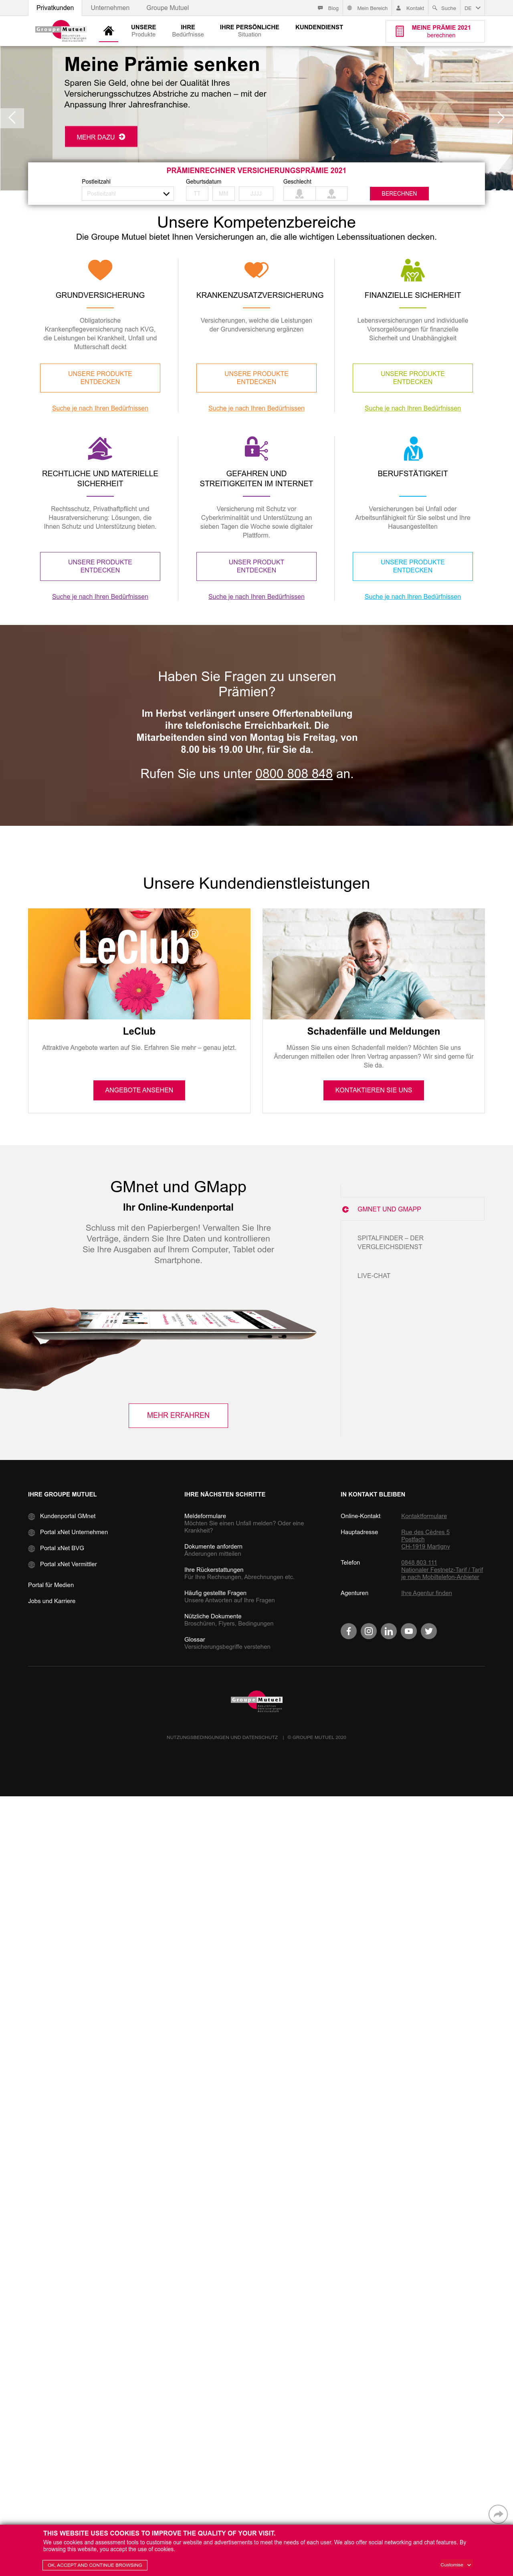 Privatkunden
Unternehmen
Groupe Mutuel
Blog
Mein Bereich
Kontakt
Suche
DE
Groupe Mutuel
UNSERE
Produkte
IHRE
Bedürfnisse
IHRE PERSÖNLICHE
Situation
KUNDENDIENST
MEINE PRÄMIE 2021
berechnen
Meine Prämie senken
Sparen Sie Geld, ohne bei der Qualität Ihres
Versicherungsschutzes Abstriche zu machen – mit der
Anpassung Ihrer Jahresfranchise.
MEHR DAZU
PRÄMIENRECHNER VERSICHERUNGSPRÄMIE 2021
Postleitzahl
Geburtsdatum
Geschlecht
Postleitzahl
TT
MM
JJJJ
BERECHNEN
Unsere Kompetenzbereiche
Die Groupe Mutuel bietet Ihnen Versicherungen an, die alle wichtigen Lebenssituationen decken.
GRUNDVERSICHERUNG
Obligatorische
Krankenpflegeversicherung nach KVG,
die Leistungen bei Krankheit, Unfall und
Mutterschaft deckt
UNSERE PRODUKTE
ENTDECKEN
Suche je nach Ihren Bedürfnissen
KRANKENZUSATZVERSICHERUNG
Versicherungen, welche die Leistungen
der Grundversicherung ergänzen
UNSERE PRODUKTE
ENTDECKEN
Suche je nach Ihren Bedürfnissen
FINANZIELLE SICHERHEIT
Lebensversicherungen und individuelle
Vorsorgelösungen für finanzielle
Sicherheit und Unabhängigkeit
UNSERE PRODUKTE
ENTDECKEN
Suche je nach Ihren Bedürfnissen
RECHTLICHE UND MATERIELLE
SICHERHEIT
Rechtsschutz, Privathaftpflicht und
Hausratversicherung: Lösungen, die
Ihnen Schutz und Unterstützung bieten.
UNSERE PRODUKTE
ENTDECKEN
Suche je nach Ihren Bedürfnissen
GEFAHREN UND
STREITIGKEITEN IM INTERNET
Versicherung mit Schutz vor
Cyberkriminalität und Unterstützung an
sieben Tagen die Woche sowie digitaler
Plattform.
UNSER PRODUKT
ENTDECKEN
Suche je nach Ihren Bedürfnissen
BERUFSTÄTIGKEIT
Versicherungen bei Unfall oder
Arbeitsunfähigkeit für Sie selbst und Ihre
Hausangestellten
UNSERE PRODUKTE
ENTDECKEN
Suche je nach Ihren Bedürfnissen
Haben Sie Fragen zu unseren
Prämien?
Im Herbst verlängert unsere Offertenabteilung
ihre telefonische Erreichbarkeit. Die
Mitarbeitenden sind von Montag bis Freitag, von
8.00 bis 19.00 Uhr, für Sie da.
Rufen Sie uns unter 0800 808 848 an.
Unsere Kundendienstleistungen
LeClub®
LeClub
Attraktive Angebote warten auf Sie. Erfahren Sie mehr – genau jetzt.
ANGEBOTE ANSEHEN
Schadenfälle und Meldungen
Müssen Sie uns einen Schadenfall melden? Möchten Sie uns
Änderungen mitteilen oder Ihren Vertrag anpassen? Wir sind gerne für
Sie da.
KONTAKTIEREN SIE UNS
GMnet und GMapp
Ihr Online-Kundenportal
Schluss mit den Papierbergen! Verwalten Sie Ihre
Verträge, ändern Sie Ihre Daten und kontrollieren
Sie Ihre Ausgaben auf Ihrem Computer, Tablet oder
Smartphone.
MEHR ERFAHREN
GMNET UND GMAPP
SPITALFINDER – DER
VERGLEICHSDIENST
LIVE-CHAT
IHRE GROUPE MUTUEL
Kundenportal GMnet
Portal xNet Unternehmen
Portal xNet BVG
Portal xNet Vermittler
Portal für Medien
Jobs und Karriere
IHRE NÄCHSTEN SCHRITTE
Meldeformulare
Möchten Sie einen Unfall melden? Oder eine
Krankheit?
Dokumente anfordern
Änderungen mitteilen
Ihre Rückerstattungen
Für Ihre Rechnungen, Abrechnungen etc.
Häufig gestellte Fragen
Unsere Antworten auf Ihre Fragen
Nützliche Dokumente
Broschüren, Flyers, Bedingungen
Glossar
Versicherungsbegriffe verstehen
IN KONTAKT BLEIBEN
Online-Kontakt
Kontaktformulare
Hauptadresse
Rue des Cèdres 5
Postfach
CH-1919 Martigny
Telefon
0848 803 111
Nationaler Festnetz-Tarif / Tarif
je nach Mobiltelefon-Anbieter
Agenturen
Ihre Agentur finden
Groupe Mutuel
NUTZUNGSBEDINGUNGEN UND DATENSCHUTZ | © GROUPE MUTUEL 2020
THIS WEBSITE USES COOKIES TO IMPROVE THE QUALITY OF YOUR VISIT.
We use cookies and assessment tools to customise our website and advertisements to meet the needs of each user. We also offer social networking and chat features. By
browsing this website, you accept the use of cookies.
OK, ACCEPT AND CONTINUE BROWSING
Customise